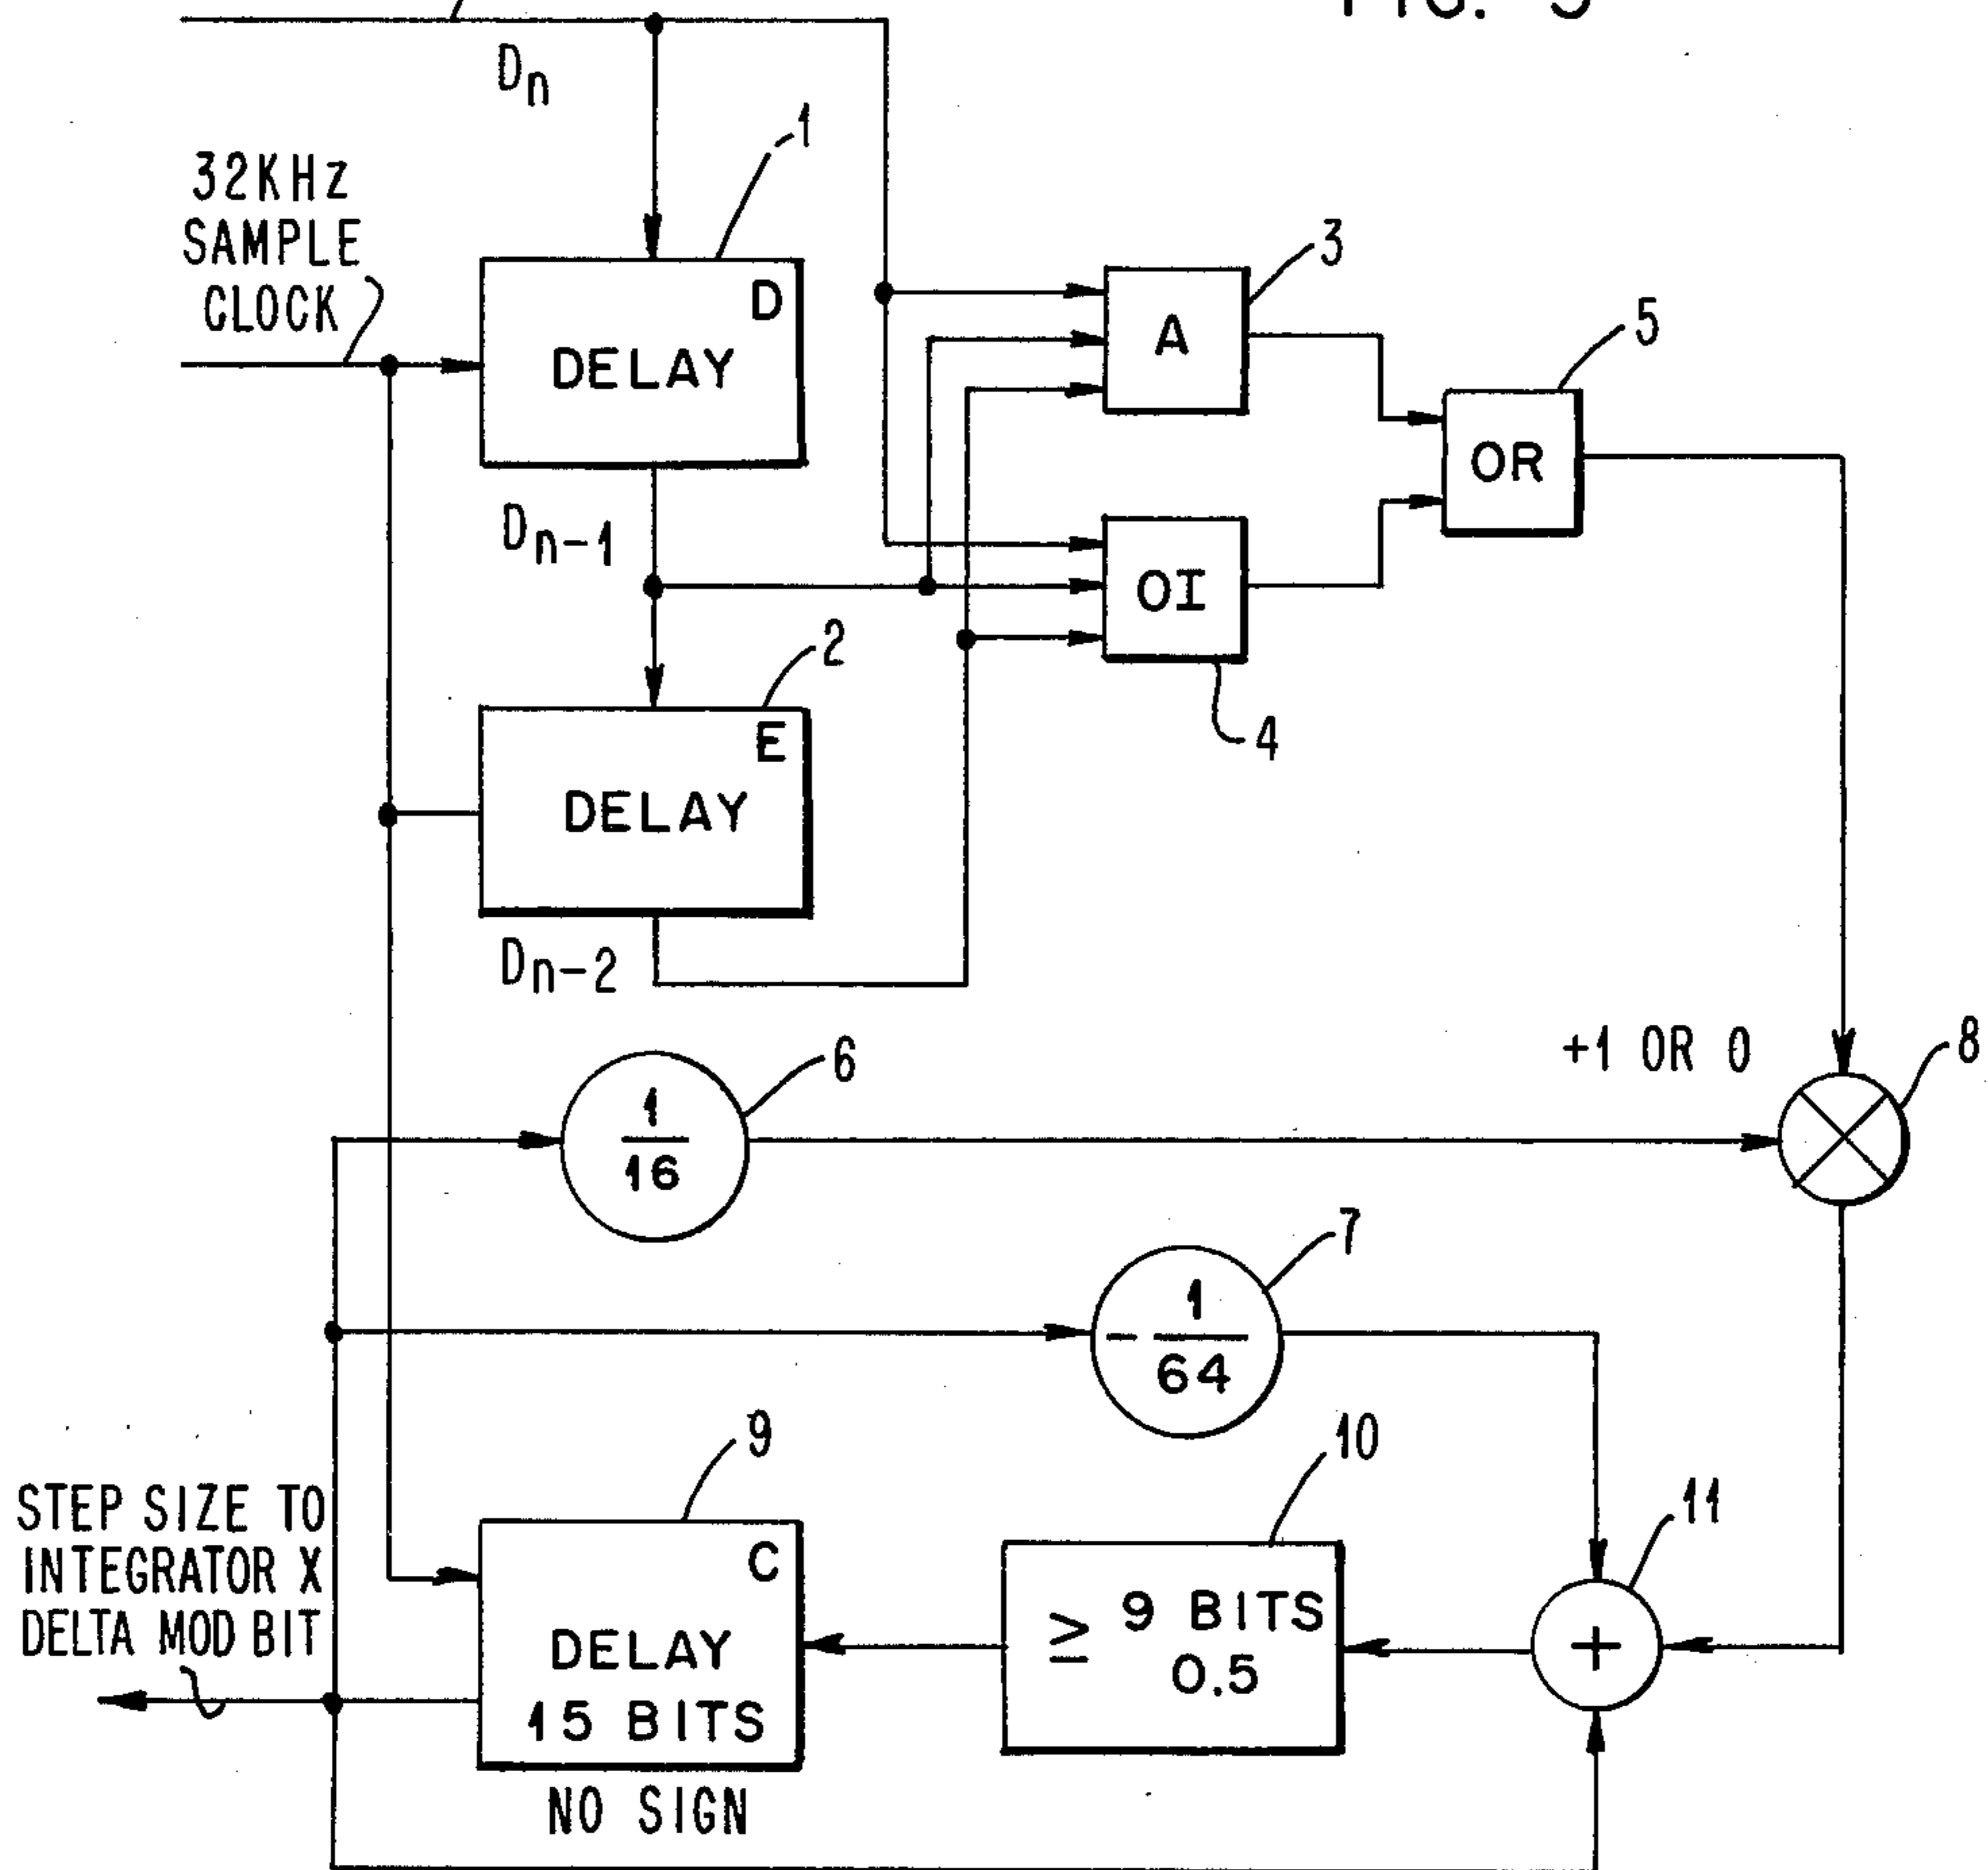 FIG. 3
Dn
1
32KHz
SAMPLE
CLOCK
D
DELAY
3
A
5
OR
Dn-1
OI
4
2
E
DELAY
Dn-2
+1 OR 0
8
6
1
16
7
- 1
64
9
10
11
STEP SIZE TO
INTEGRATOR X
DELTA MOD BIT
C
DELAY
15 BITS
NO SIGN
≥ 9 BITS
0.5
+